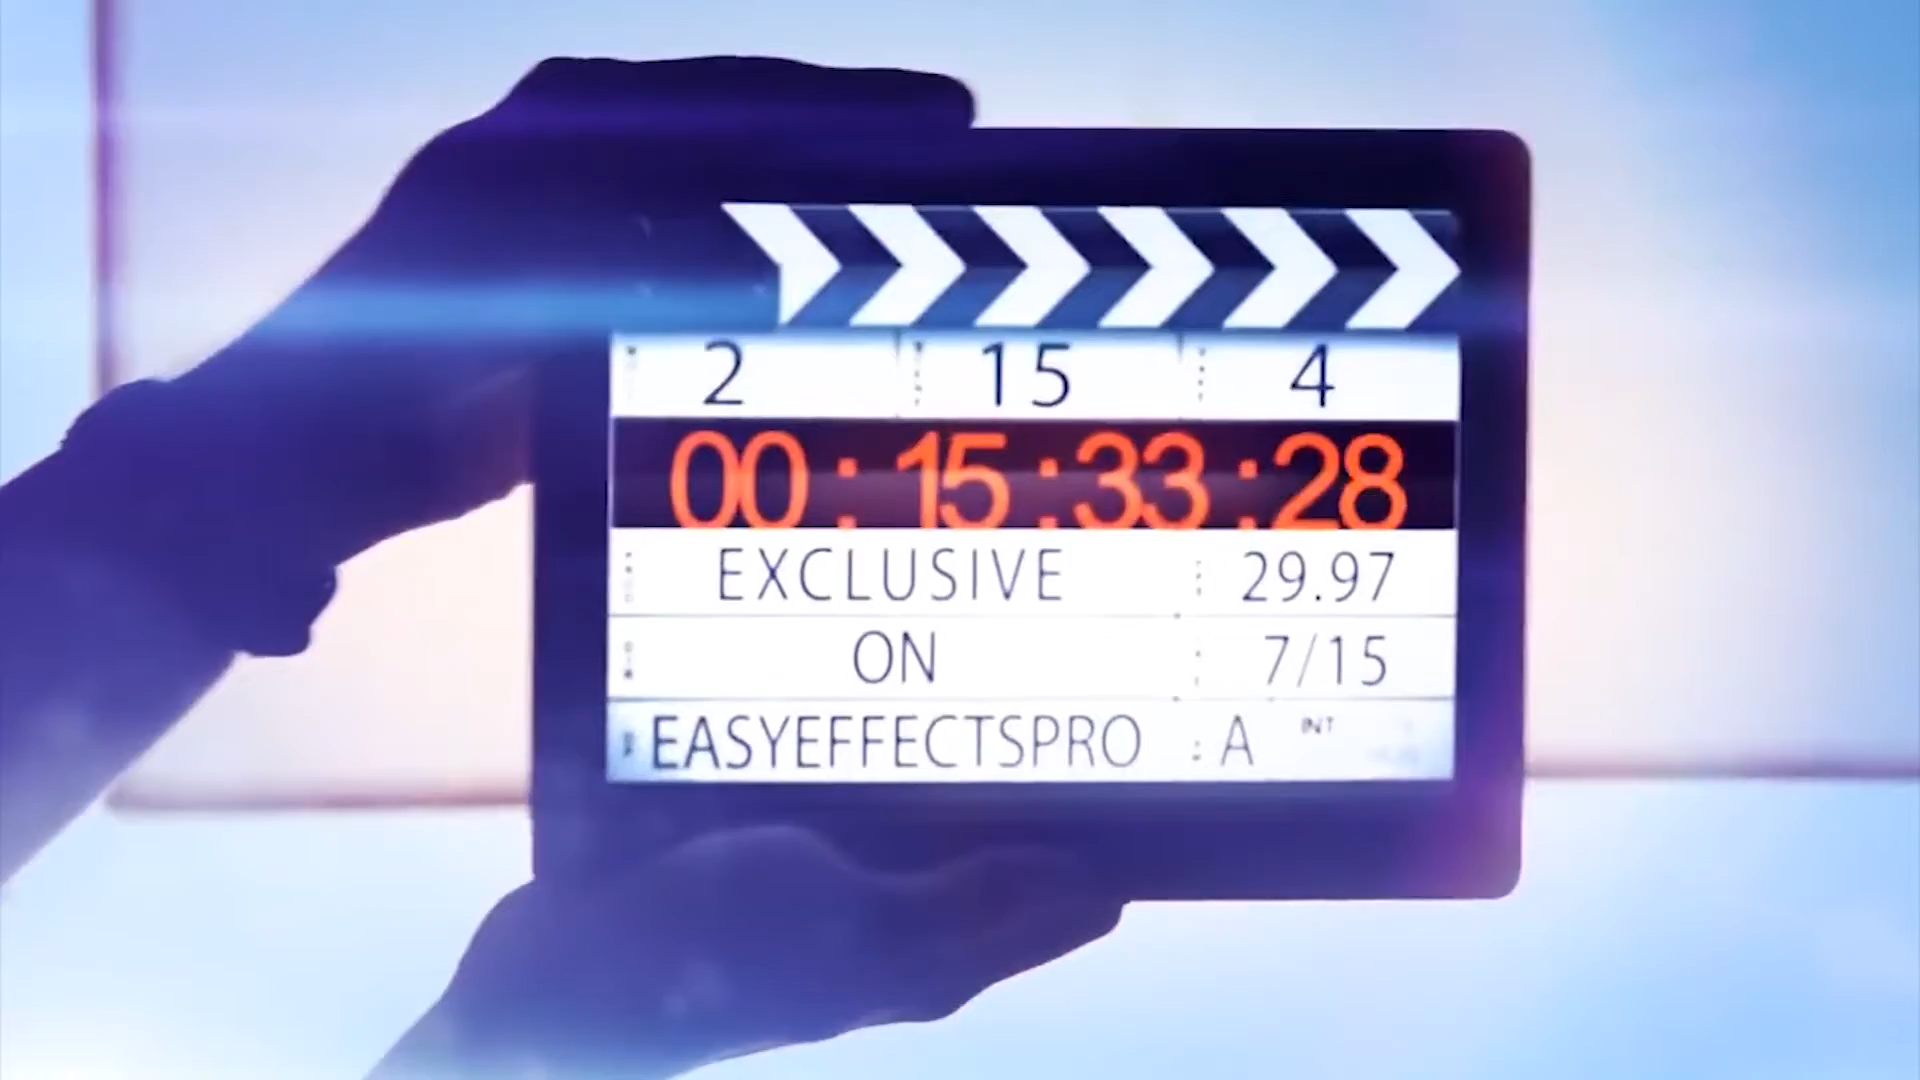 2 15 4
00:15:33:28
EXCLUSIVE 29.97
ON 7/15
EASYEFFECTSPRO A INT